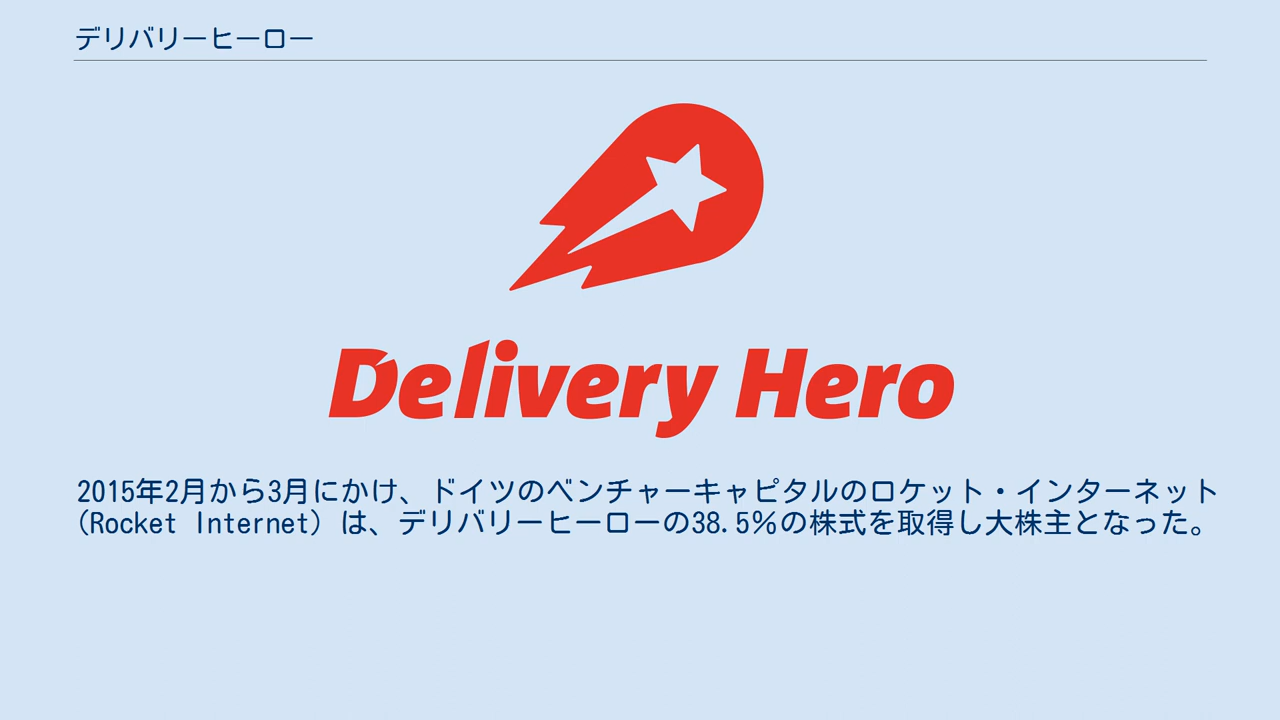 デリバリーヒーロー
Delivery Hero
2015年2月から3月にかけ、ドイツのベンチャーキャピタルのロケット・インターネット
(Rocket Internet) は、デリバリーヒーローの38.5%の株式を取得し大株主となった。